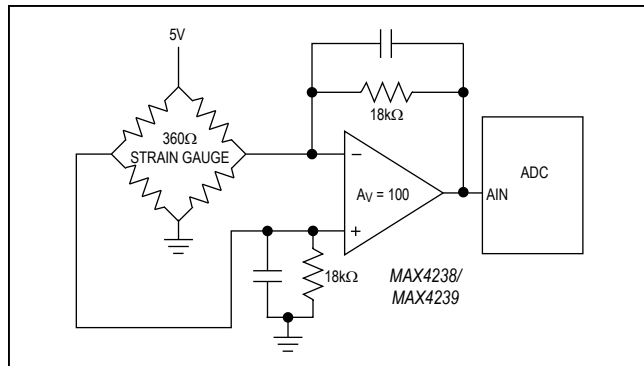 5V
360Ω
STRAIN GAUGE
18kΩ
−
AV = 100
+
AIN
ADC
18kΩ
MAX4238/
MAX4239